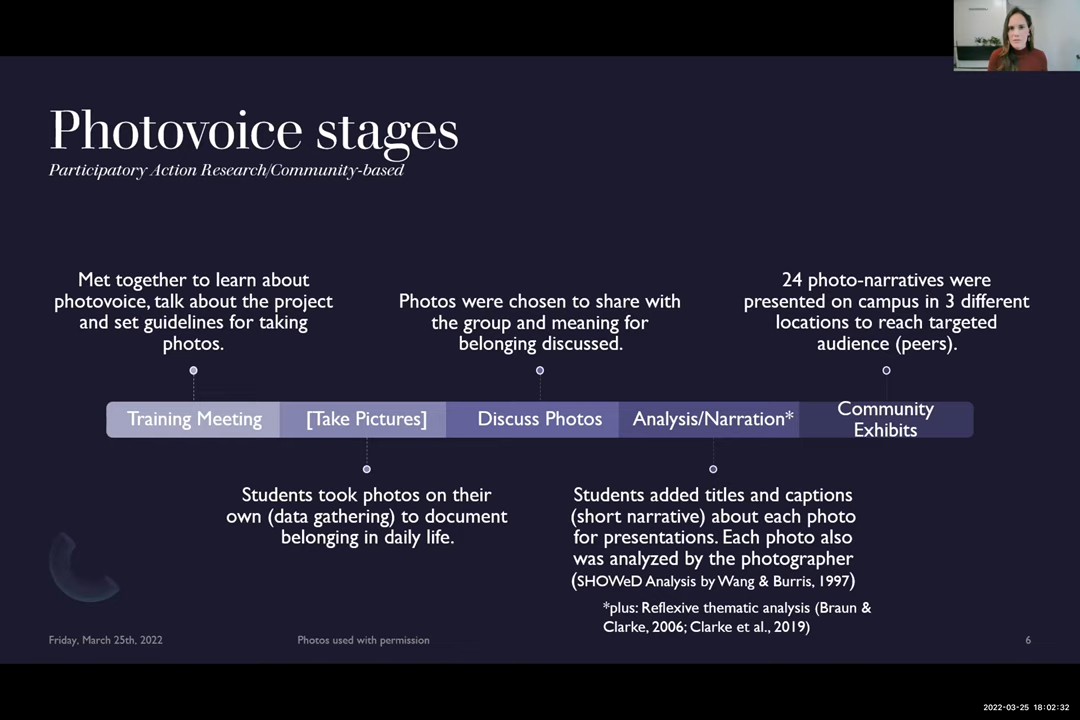 Photovoice stages
Participatory Action Research/Community-based
Met together to learn about
photovoice, talk about the project
and set guidelines for taking
photos.
Photos were chosen to share with
the group and meaning for
belonging discussed.
24 photo-narratives were
presented on campus in 3 different
locations to reach targeted
audience (peers).
Training Meeting
[Take Pictures]
Discuss Photos
Analysis/Narration*
Community
Exhibits
Students took photos on their
own (data gathering) to document
belonging in daily life.
Students added titles and captions
(short narrative) about each photo
for presentations. Each photo also
was analyzed by the photographer
(SHOWeD Analysis by Wang & Burris, 1997)
*plus: Reflexive thematic analysis (Braun &
Clarke, 2006; Clarke et al., 2019)
Friday, March 25th, 2022
Photos used with permission
6
2022-03-25 18:02:32